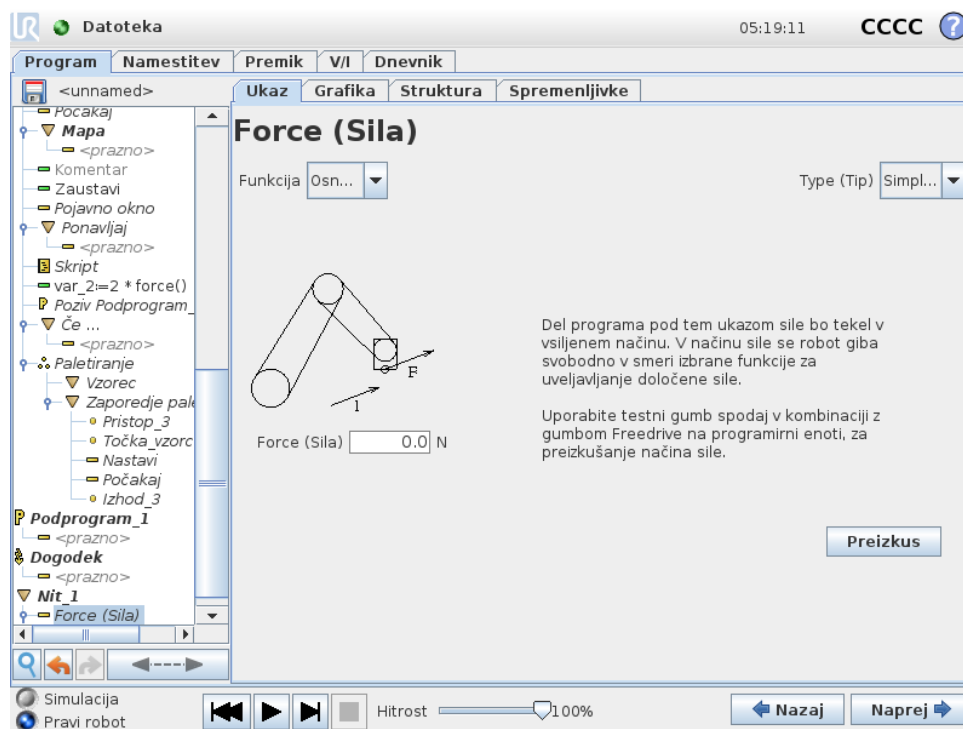 UR Datoteka 05:19:11 CCCC ?
Program Namestitev Premik V/I Dnevnik
<unnamed>
Ukaz Grafika Struktura Spremenljivke
Počakaj
Mapa
<prazno>
Komentar
Zaustavi
Pojavno okno
Ponavljaj
<prazno>
Skript
var_2:=2 * force()
P Poziv Podprogram_
Če ...
<prazno>
Paletiranje
Vzorec
Zaporedje pale
Pristop_3
Točka_vzorc
Nastavi
Počakaj
Izhod_3
P Podprogram_1
<prazno>
Dogodek
<prazno>
Nit_1
Force (Sila)
Force (Sila)
Funkcija Osn... Type (Tip) Simpl...
F
1
Force (Sila) 0.0 N
Del programa pod tem ukazom sile bo tekel v
vsiljenem načinu. V načinu sile se robot giba
svobodno v smeri izbrane funkcije za
uveljavljanje določene sile.
Uporabite testni gumb spodaj v kombinaciji z
gumbom Freedrive na programirni enoti, za
preizkušanje načina sile.
Preizkus
Simulacija
Pravi robot
Hitrost 100%
Nazaj Naprej